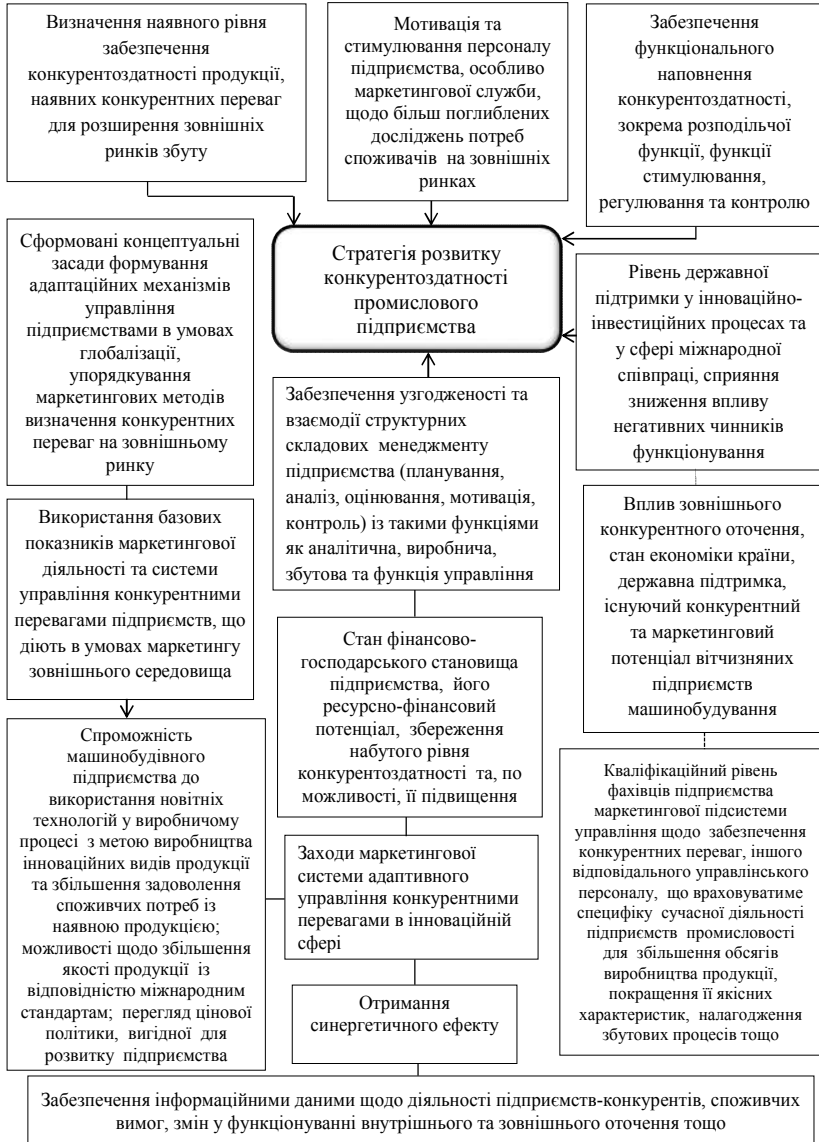 Визначення наявного рівня
забезпечення
конкурентоздатності продукції,
наявних конкурентних переваг
для розширення зовнішніх
ринків збуту
Мотивація та
стимулювання персоналу
підприємства, особливо
маркетингової служби,
щодо більш поглиблених
досліджень потреб
споживачів на зовнішніх
ринках
Забезпечення
функціонального
наповнення
конкурентоздатності,
зокрема розподільчої
функції, функції
стимулювання,
регулювання та контролю
Сформовані концептуальні
засади формування
адаптаційних механізмів
управління
підприємствами в умовах
глобалізації,
упорядкування
маркетингових методів
визначення конкурентних
переваг на зовнішньому
ринку
Стратегія розвитку
конкурентоздатності
промислового
підприємства
Рівень державної
підтримки у інноваційно-
інвестиційних процесах та
у сфері міжнародної
співпраці, сприяння
зниження впливу
негативних чинників
функціонування
Забезпечення узгодженості та
взаємодії структурних
складових менеджменту
підприємства (планування,
аналіз, оцінювання, мотивація,
контроль) із такими функціями
як аналітична, виробнича,
збутова та функція управління
Використання базових
показників маркетингової
діяльності та системи
управління конкурентними
перевагами підприємств, що
діють в умовах маркетингу
зовнішнього середовища
Вплив зовнішнього
конкурентного оточення,
стан економіки країни,
державна підтримка,
існуючий конкурентний
та маркетинговий
потенціал вітчизняних
підприємств
машинобудування
Стан фінансово-
господарського становища
підприємства, його
ресурсно-фінансовий
потенціал, збереження
набутого рівня
конкурентоздатності та, по
можливості, її підвищення
Спроможність
машинобудівного
підприємства до
використання новітніх
технологій у виробничому
процесі з метою виробництва
інноваційних видів продукції
та збільшення задоволення
споживчих потреб із
наявною продукцією;
можливості щодо збільшення
якості продукції із
відповідністю міжнародним
стандартам; перегляд цінової
політики, вигідної для
розвитку підприємства
Заходи маркетингової
системи адаптивного
управління конкурентними
перевагами в інноваційній
сфері
Кваліфікаційний рівень
фахівців підприємства
маркетингової підсистеми
управління щодо забезпечення
конкурентних переваг, іншого
відповідального управлінського
персоналу, що враховуватиме
специфіку сучасної діяльності
підприємств промисловості
для збільшення обсягів
виробництва продукції,
покращення її якісних
характеристик, налагодження
збутових процесів тощо
Отримання
синергетичного ефекту
Забезпечення інформаційними даними щодо діяльності підприємств-конкурентів, споживчих
вимог, змін у функціонуванні внутрішнього та зовнішнього оточення тощо